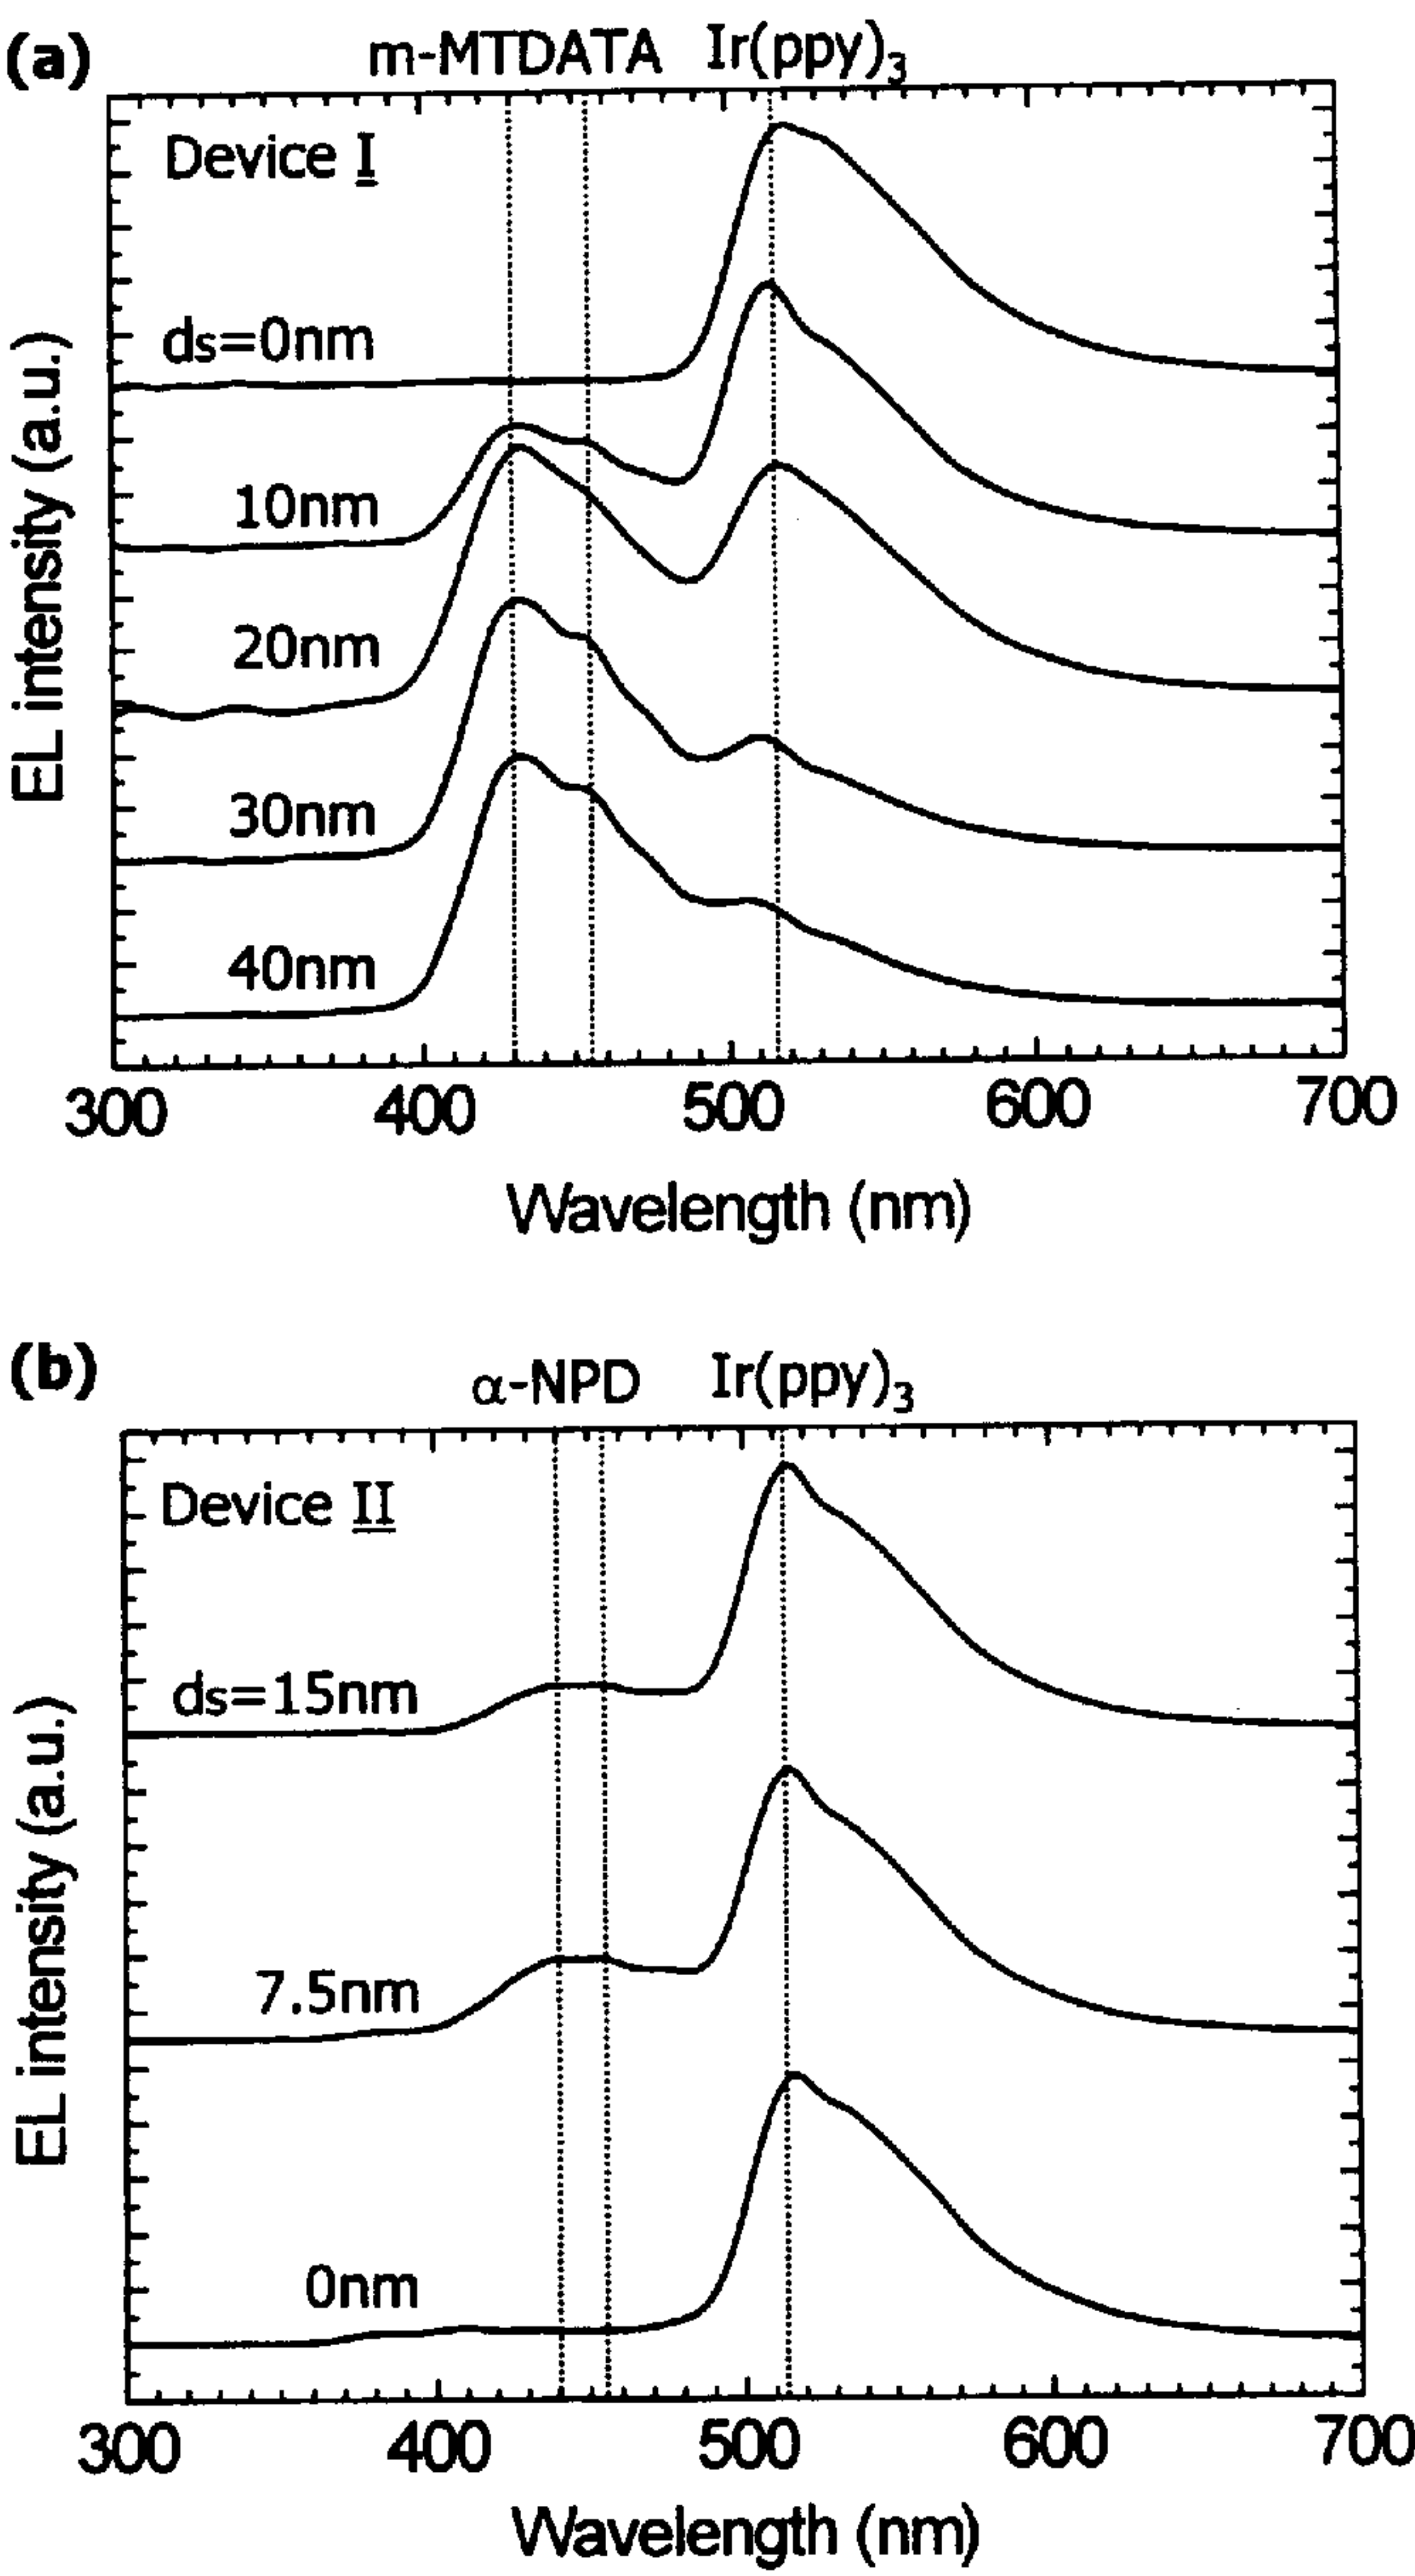 (a)
m-MTDATA Ir(ppy)₃
Device I
ds=0nm
10nm
20nm
30nm
40nm
EL intensity (a.u.)
300 400 500 600 700
Wavelength (nm)
(b)
α-NPD Ir(ppy)₃
Device II
ds=15nm
7.5nm
0nm
EL intensity (a.u.)
300 400 500 600 700
Wavelength (nm)